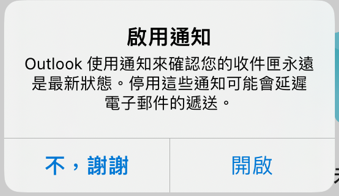 啟用通知
Outlook 使用通知來確認您的收件匣永遠
是最新狀態。停用這些通知可能會延遲
電子郵件的遞送。
不，謝謝
開啟